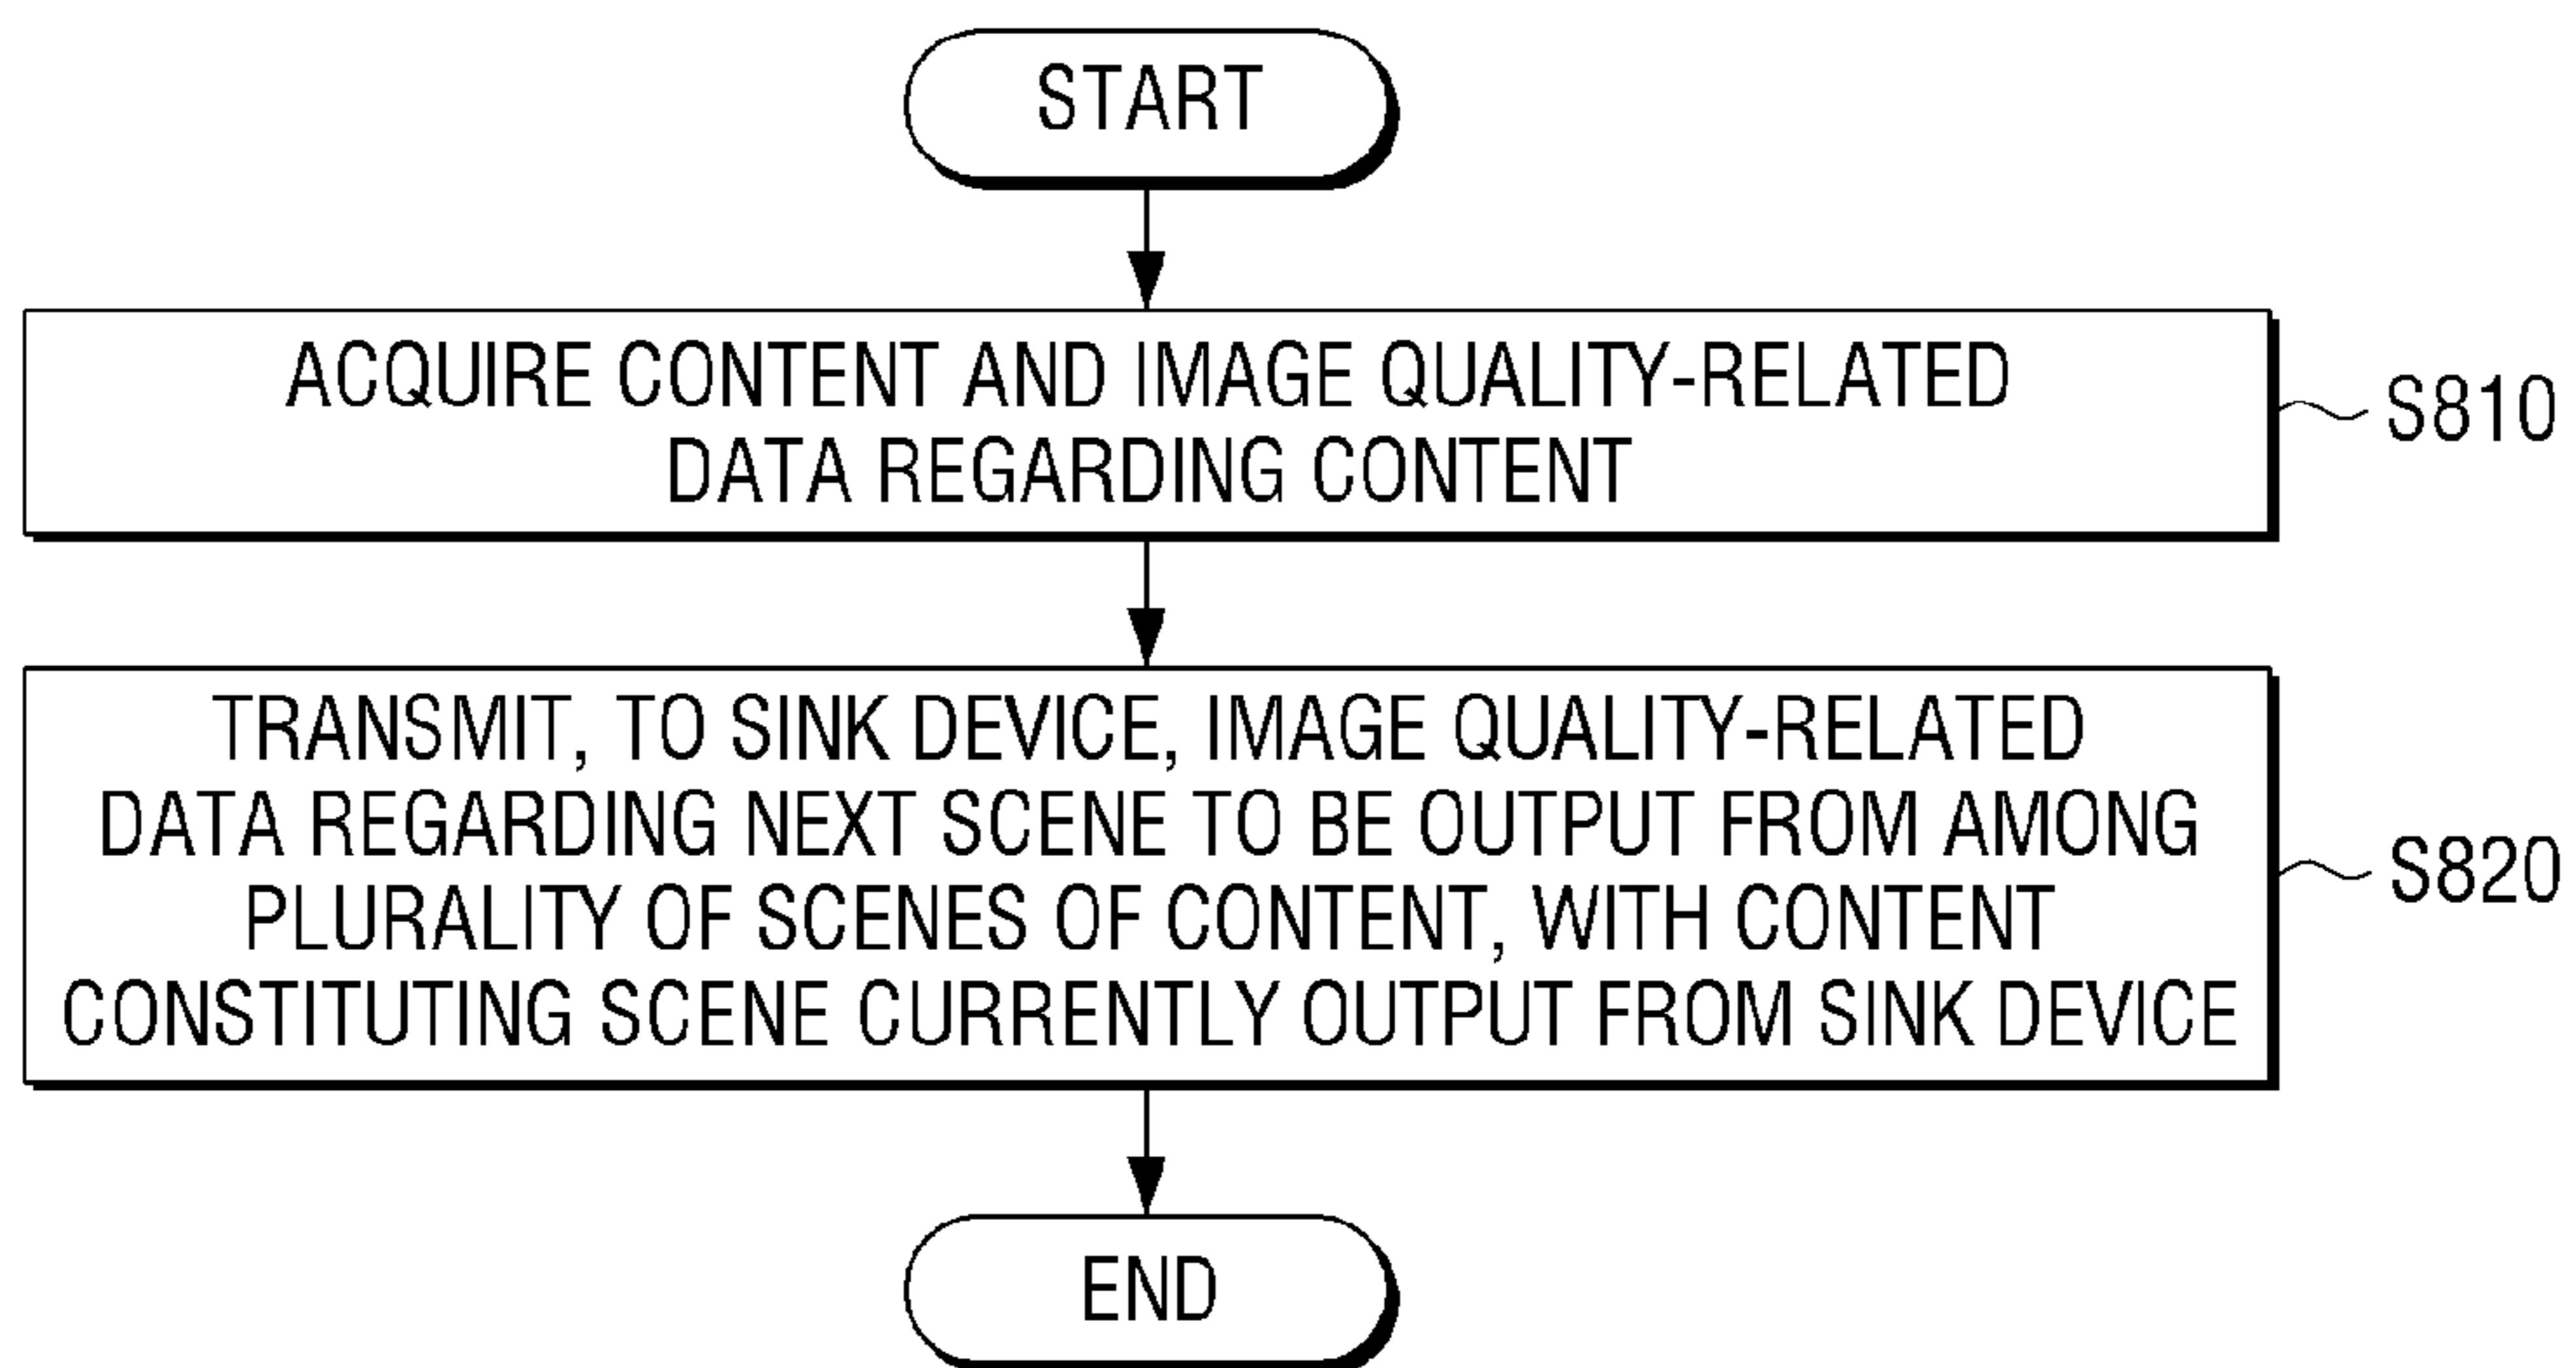 START
ACQUIRE CONTENT AND IMAGE QUALITY-RELATED
DATA REGARDING CONTENT
S810
TRANSMIT, TO SINK DEVICE, IMAGE QUALITY-RELATED
DATA REGARDING NEXT SCENE TO BE OUTPUT FROM AMONG
PLURALITY OF SCENES OF CONTENT, WITH CONTENT
CONSTITUTING SCENE CURRENTLY OUTPUT FROM SINK DEVICE
S820
END